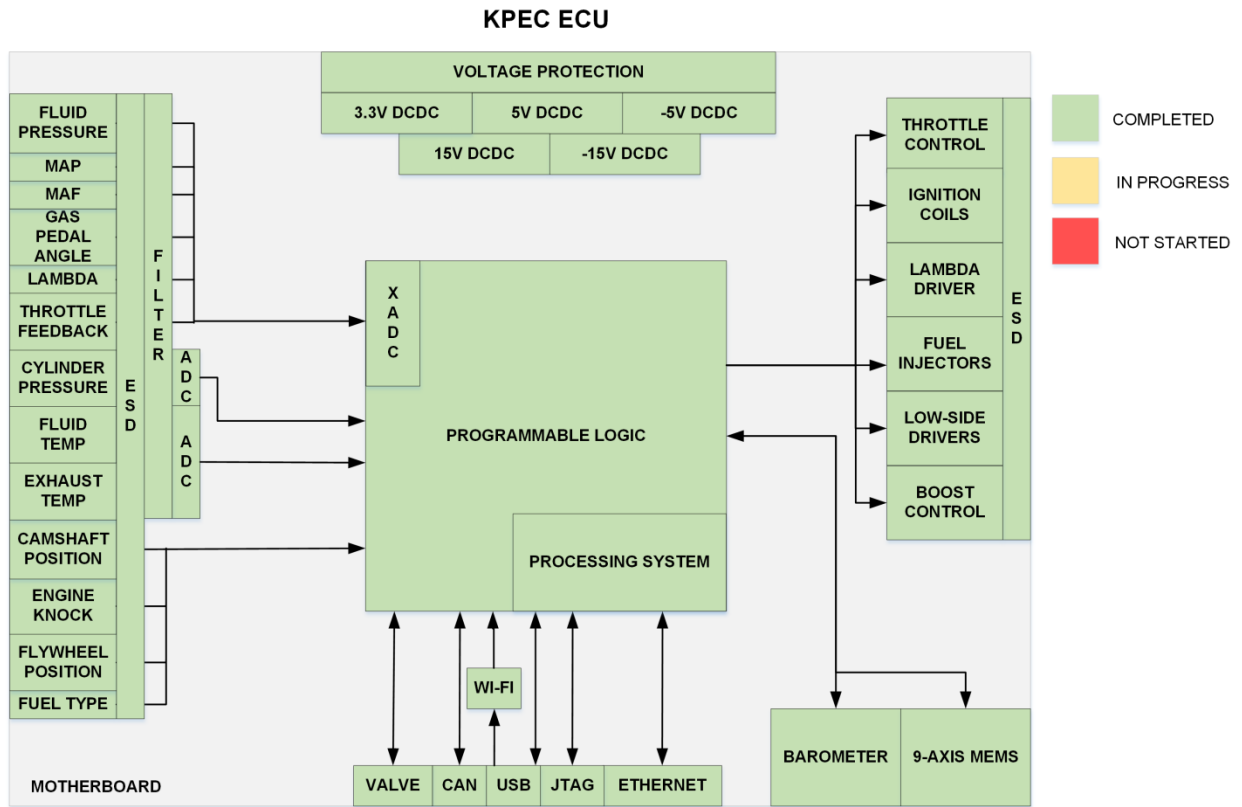 KPEC ECU
VOLTAGE PROTECTION
3.3V DCDC
5V DCDC
-5V DCDC
15V DCDC
-15V DCDC
FLUID
PRESSURE
MAP
MAF
GAS
PEDAL
ANGLE
LAMBDA
THROTTLE
FEEDBACK
CYLINDER
PRESSURE
FLUID
TEMP
EXHAUST
TEMP
CAMSHAFT
POSITION
ENGINE
KNOCK
FLYWHEEL
POSITION
FUEL TYPE
ESD
FILTER
ADC
ADC
XADC
PROGRAMMABLE LOGIC
PROCESSING SYSTEM
WI-FI
VALVE
CAN
USB
JTAG
ETHERNET
THROTTLE
CONTROL
IGNITION
COILS
LAMBDA
DRIVER
FUEL
INJECTORS
LOW-SIDE
DRIVERS
BOOST
CONTROL
ESD
BAROMETER
9-AXIS MEMS
MOTHERBOARD
COMPLETED
IN PROGRESS
NOT STARTED